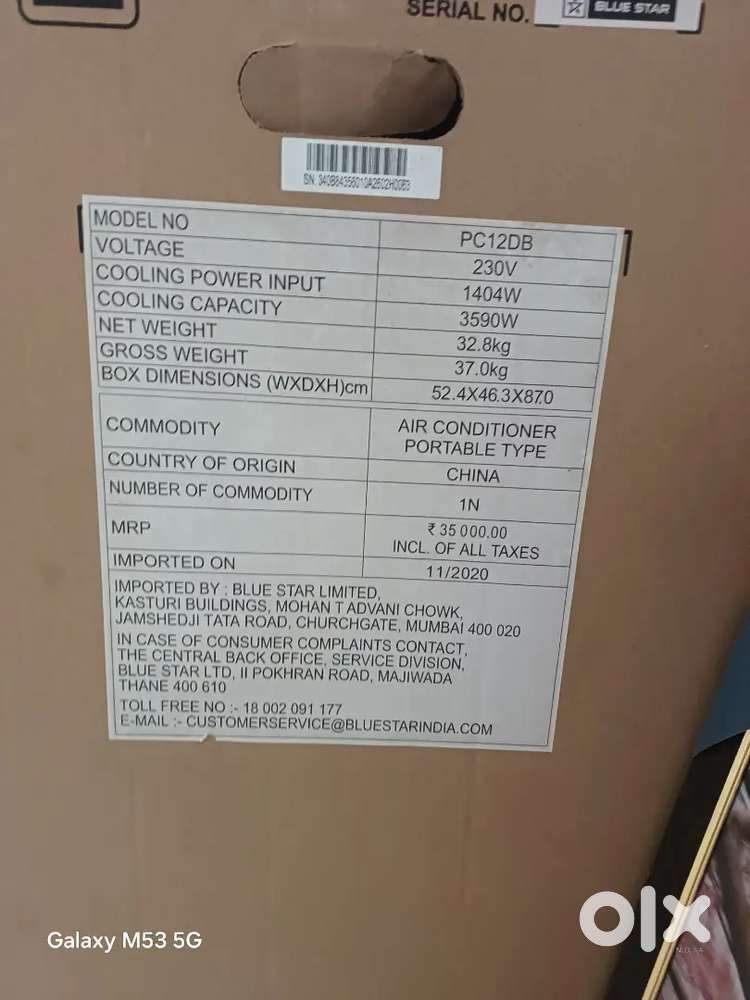 SERIAL NO.
BLUE STAR
SN: 340B84356010A2602H0063
MODEL NO PC12DB
VOLTAGE 230V
COOLING POWER INPUT 1404W
COOLING CAPACITY 3590W
NET WEIGHT 32.8kg
GROSS WEIGHT 37.0kg
BOX DIMENSIONS (WXDXH)cm 52.4X46.3X87.0
COMMODITY AIR CONDITIONER
PORTABLE TYPE
COUNTRY OF ORIGIN CHINA
NUMBER OF COMMODITY 1N
MRP ₹ 35 000.00
INCL. OF ALL TAXES
IMPORTED ON 11/2020
IMPORTED BY : BLUE STAR LIMITED,
KASTURI BUILDINGS, MOHAN T ADVANI CHOWK,
JAMSHEDJI TATA ROAD, CHURCHGATE, MUMBAI 400 020
IN CASE OF CONSUMER COMPLAINTS CONTACT,
THE CENTRAL BACK OFFICE, SERVICE DIVISION,
BLUE STAR LTD, II POKHRAN ROAD, MAJIWADA
THANE 400 610
TOLL FREE NO :- 18 002 091 177
E-MAIL :- CUSTOMERSERVICE@BLUESTARINDIA.COM
Galaxy M53 5G
olx